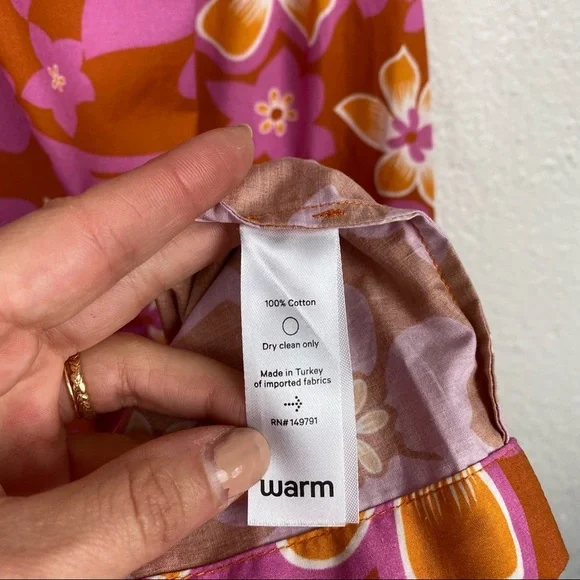 100% Cotton
Dry clean only
Made in Turkey
of imported fabrics
RN# 149791
warm